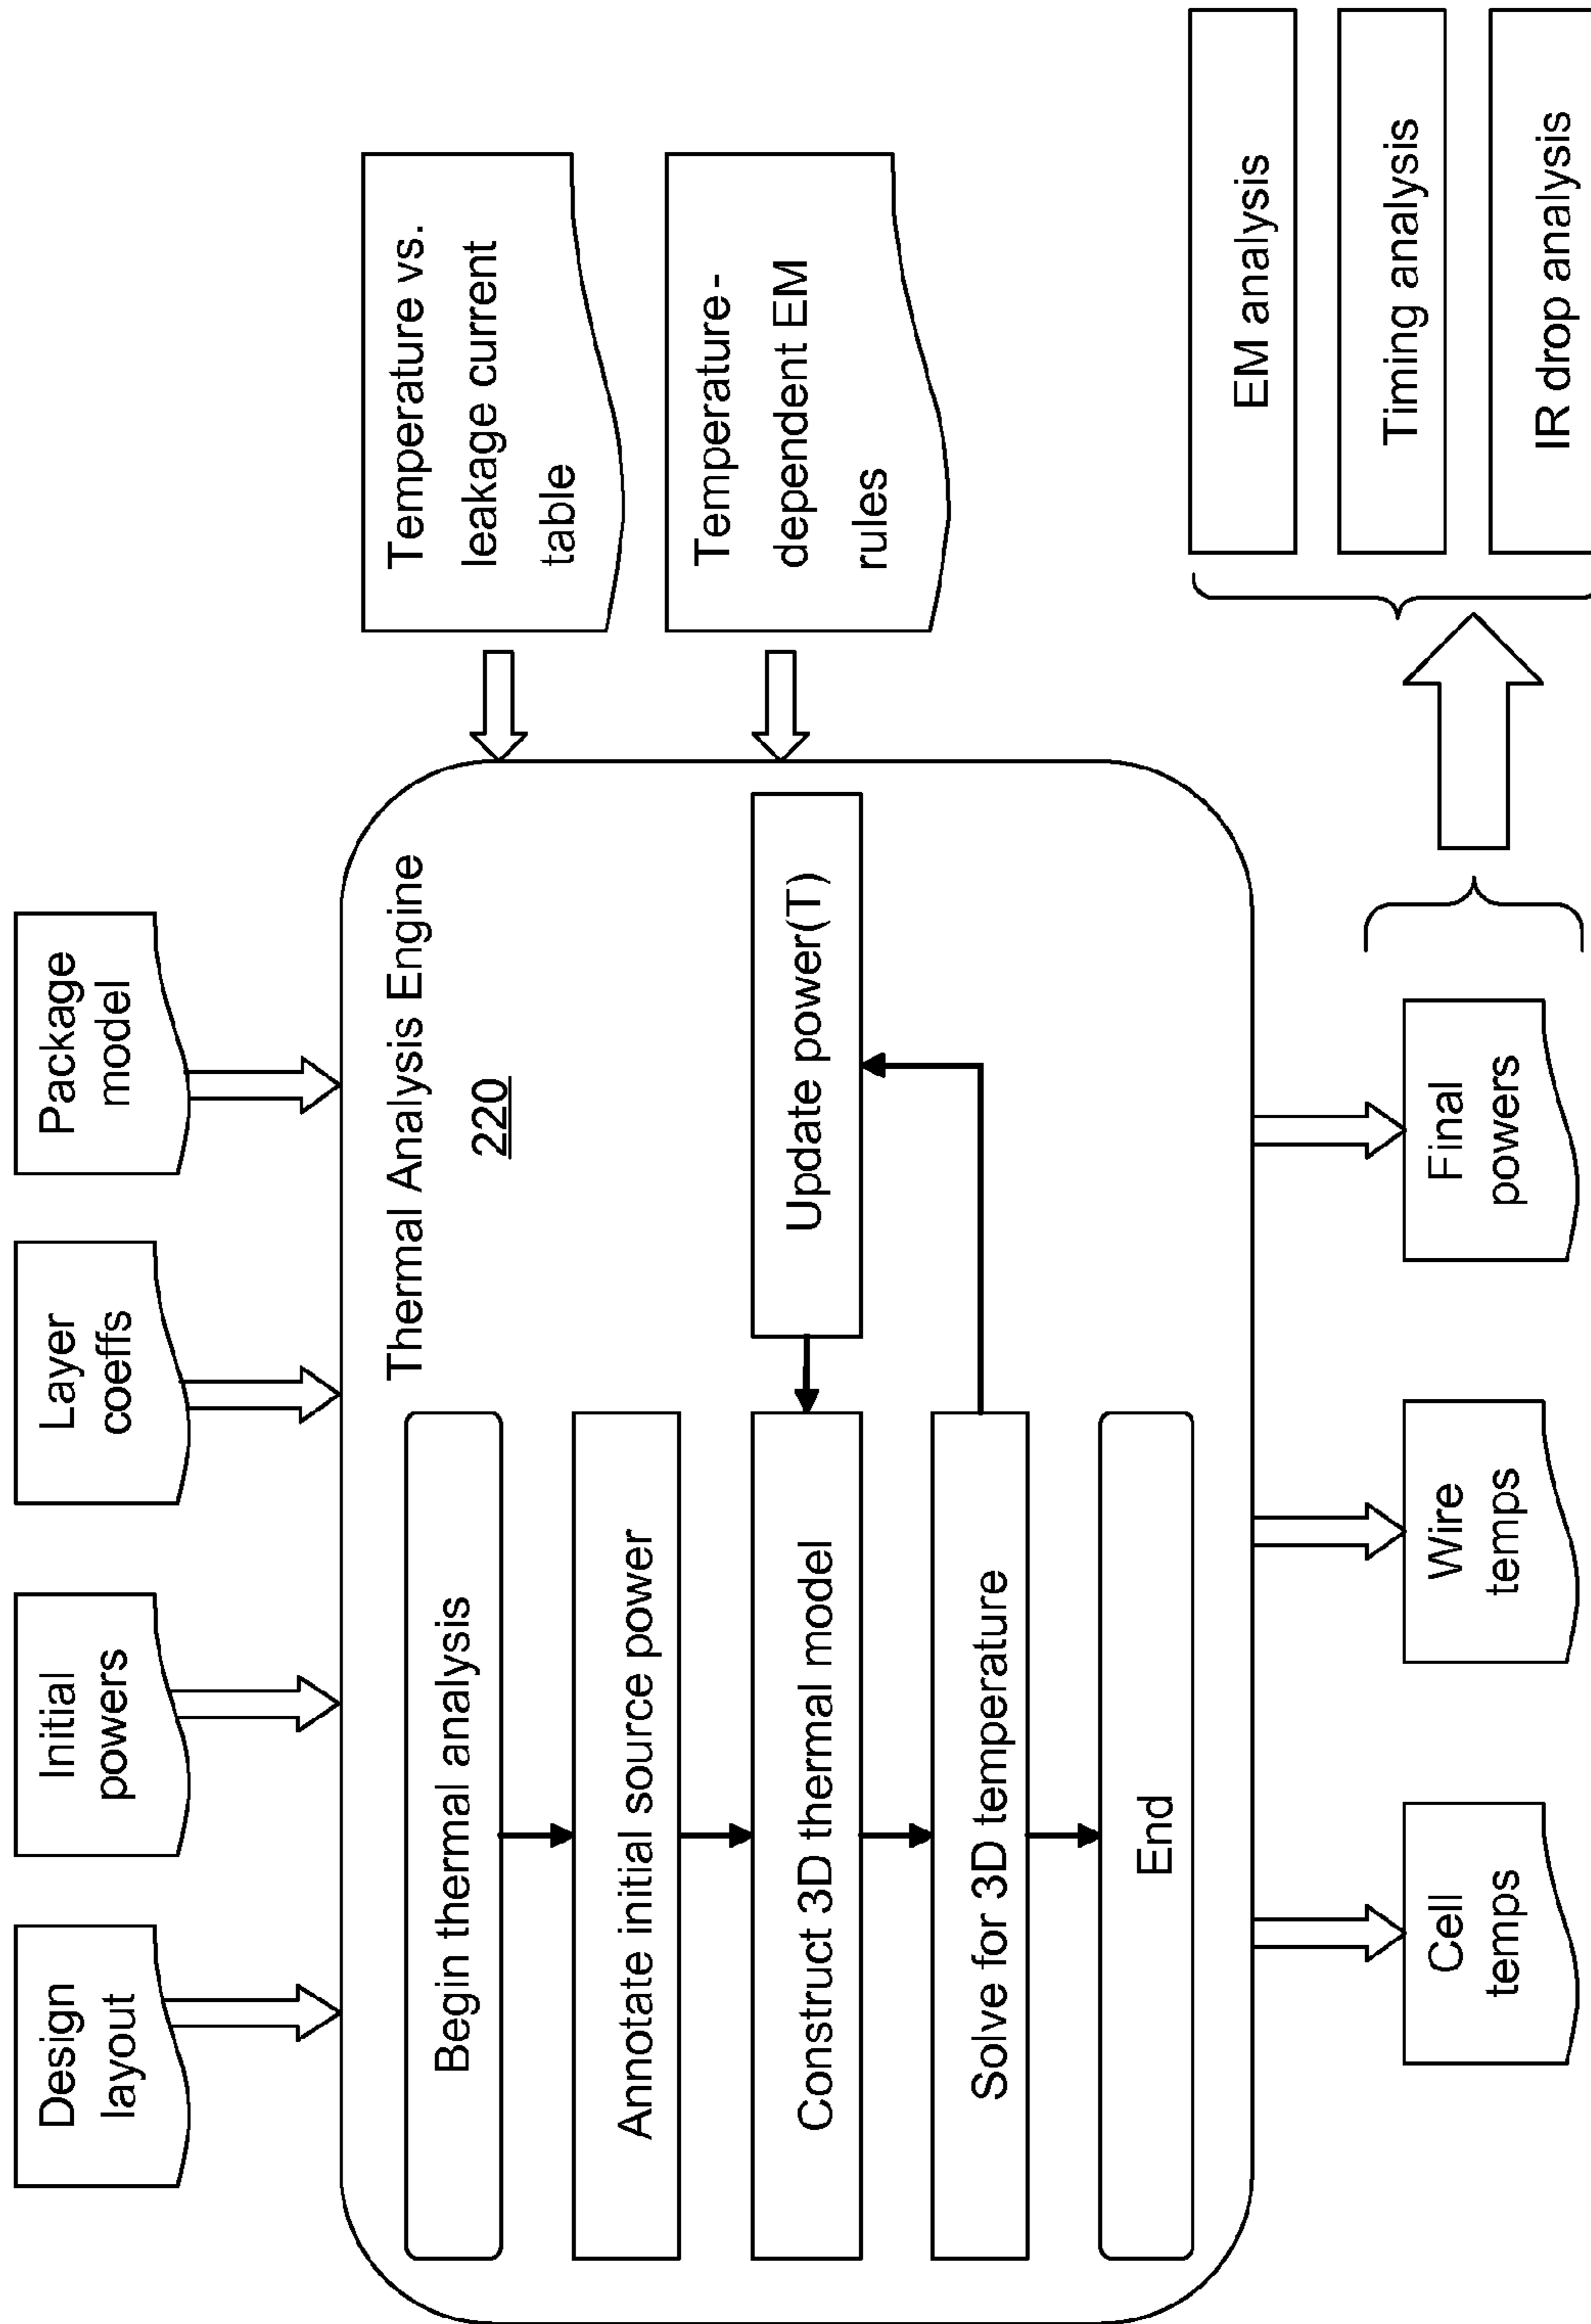 Design
layout
Initial
powers
Layer
coeffs
Package
model
Thermal Analysis Engine
220
Begin thermal analysis
Annotate initial source power
Construct 3D thermal model
Solve for 3D temperature
End
Update power(T)
Temperature vs.
leakage current
table
Temperature-
dependent EM
rules
Cell
temps
Wire
temps
Final
powers
EM analysis
Timing analysis
IR drop analysis